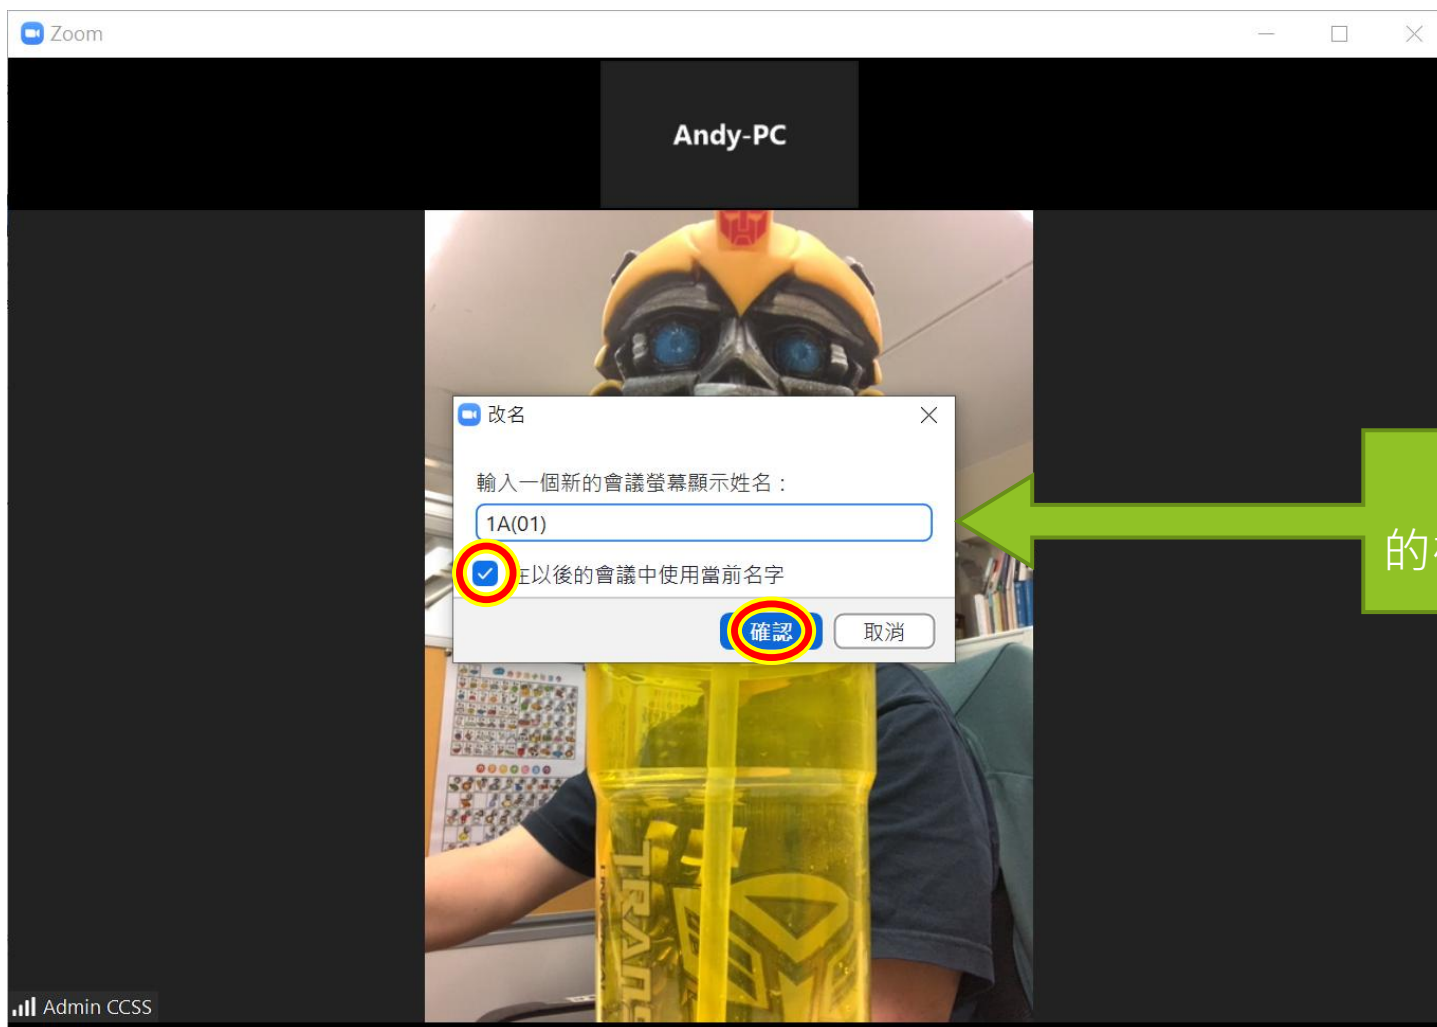 Zoom
Andy-PC
改名
輸入一個新的會議螢幕顯示姓名：
1A(01)
以後的會議中使用當前名字
確認
取消
的
TRANS
Admin CCSS